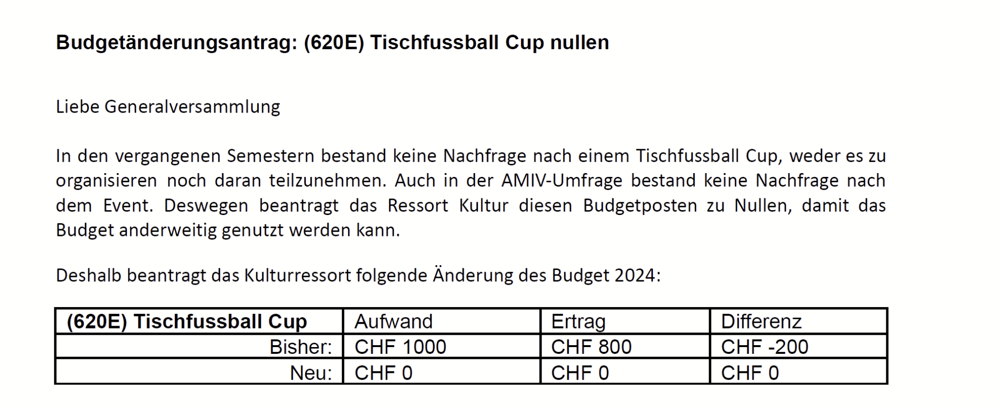 Budgetänderungsantrag: (620E) Tischfussball Cup nullen
Liebe Generalversammlung
In den vergangenen Semestern bestand keine Nachfrage nach einem Tischfussball Cup, weder es zu
organisieren noch daran teilzunehmen. Auch in der AMIV-Umfrage bestand keine Nachfrage nach
dem Event. Deswegen beantragt das Ressort Kultur diesen Budgetposten zu Nullen, damit das
Budget anderweitig genutzt werden kann.
Deshalb beantragt das Kulturressort folgende Änderung des Budget 2024:
(620E) Tischfussball Cup Aufwand Ertrag Differenz
Bisher: CHF 1000 CHF 800 CHF -200
Neu: CHF 0 CHF 0 CHF 0